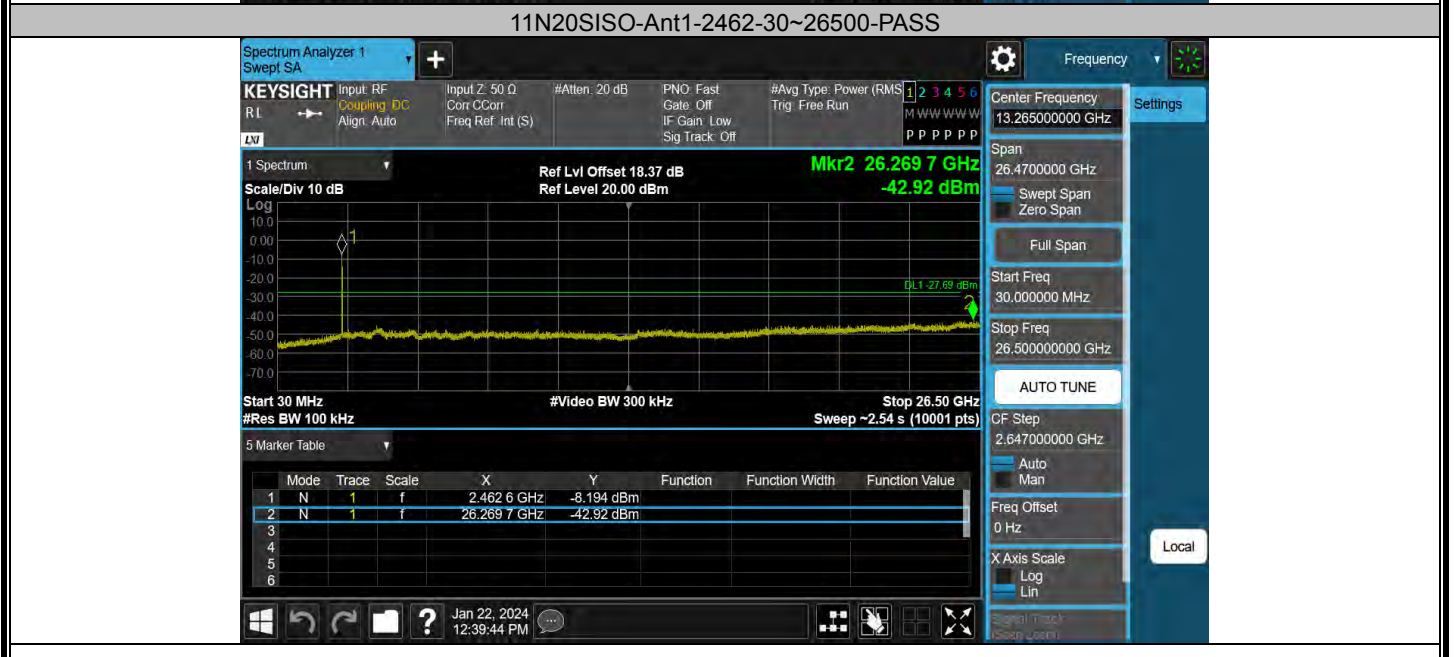 11N20SISO-Ant1-2462-30~26500-PASS
Spectrum Analyzer 1
Swept SA
+
Frequency
KEYSIGHT
RL
LXI
Input: RF
Coupling: DC
Align: Auto
Input Z: 50 Ω
Corr CCorr
Freq Ref: Int (S)
#Atten: 20 dB
PNO: Fast
Gate: Off
IF Gain: Low
Sig Track: Off
#Avg Type: Power (RMS
Trig: Free Run
1 2 3 4 5 6
M W W W W W
P P P P P P
Center Frequency
13.265000000 GHz
Settings
Span
26.4700000 GHz
Swept Span
Zero Span
Full Span
Start Freq
30.000000 MHz
Stop Freq
26.500000000 GHz
AUTO TUNE
CF Step
2.647000000 GHz
Auto
Man
Freq Offset
0 Hz
X Axis Scale
Log
Lin
Signal Track
(Span Zoom)
Local
1 Spectrum
Scale/Div 10 dB
Ref Lvl Offset 18.37 dB
Ref Level 20.00 dBm
Mkr2 26.269 7 GHz
-42.92 dBm
Log
10.0
0.00
-10.0
-20.0
-30.0
-40.0
-50.0
-60.0
-70.0
1
DL1 -27.69 dBm
2
Start 30 MHz
#Res BW 100 kHz
#Video BW 300 kHz
Stop 26.50 GHz
Sweep ~2.54 s (10001 pts)
5 Marker Table
Mode Trace Scale X Y Function Function Width Function Value
1 N 1 f 2.462 6 GHz -8.194 dBm
2 N 1 f 26.269 7 GHz -42.92 dBm
3
4
5
6
?
Jan 22, 2024
12:39:44 PM